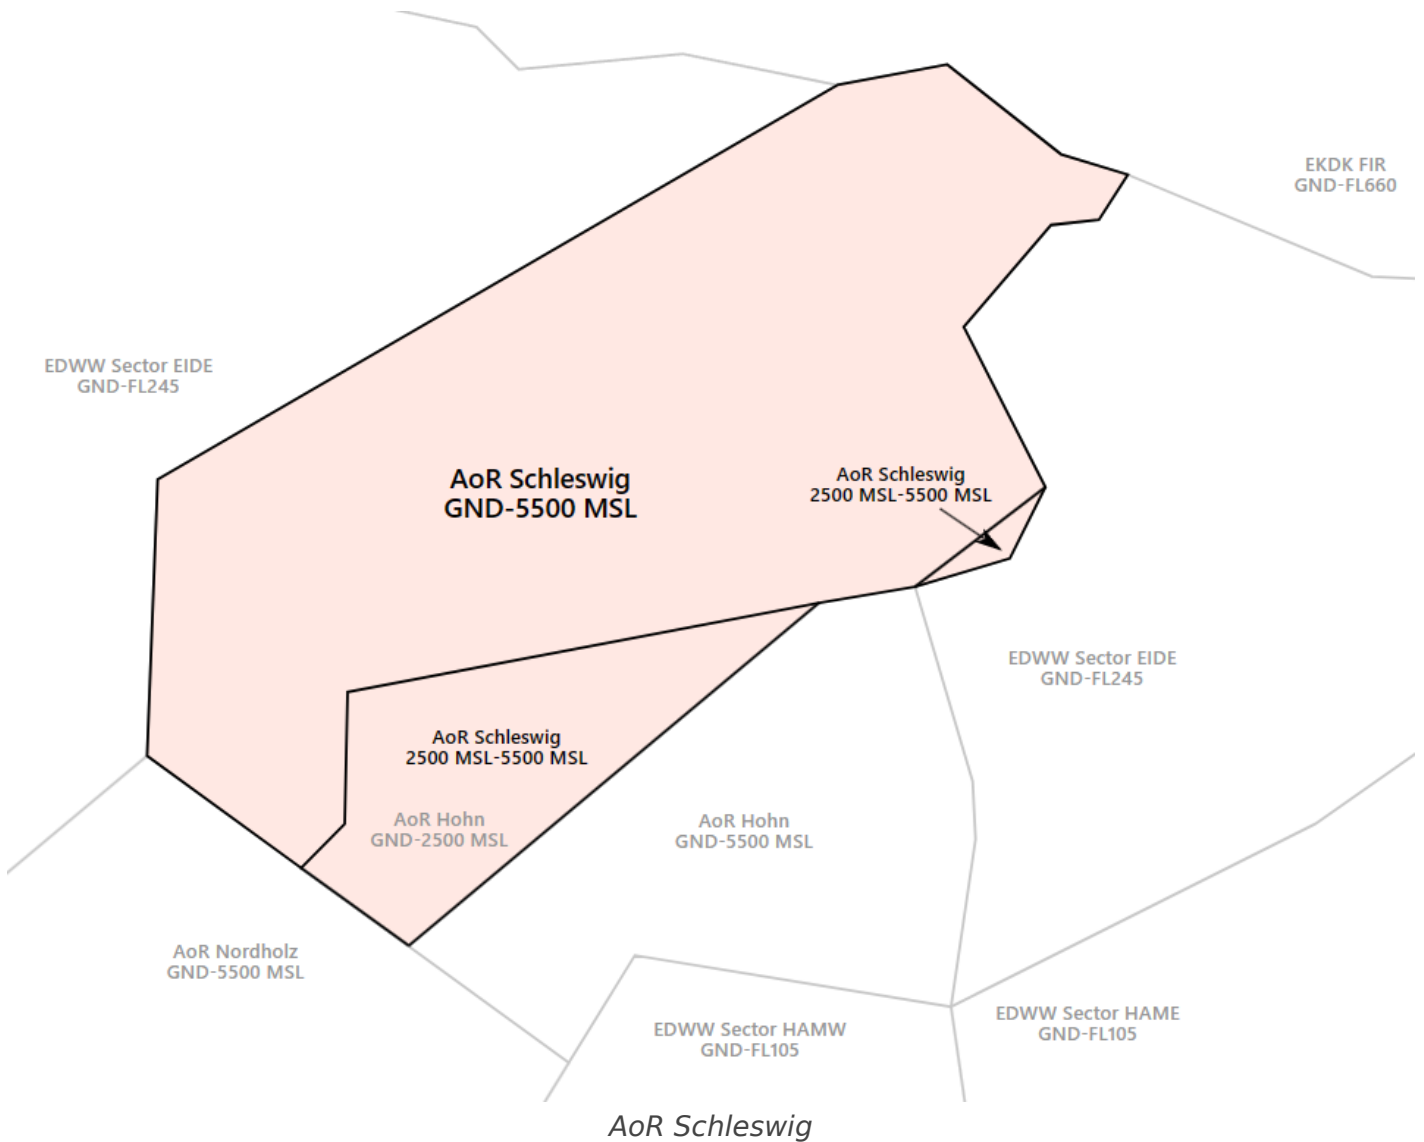 EKDK FIR
GND-FL660
EDWW Sector EIDE
GND-FL245
AoR Schleswig
GND-5500 MSL
AoR Schleswig
2500 MSL-5500 MSL
EDWW Sector EIDE
GND-FL245
AoR Schleswig
2500 MSL-5500 MSL
AoR Hohn
GND-2500 MSL
AoR Hohn
GND-5500 MSL
AoR Nordholz
GND-5500 MSL
EDWW Sector HAMW
GND-FL105
EDWW Sector HAME
GND-FL105
AoR Schleswig